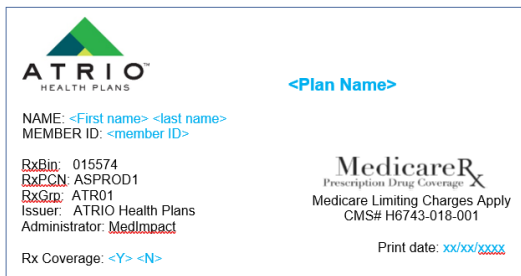 ATRIO™
HEALTH PLANS
<Plan Name>
NAME: <First name> <last name>
MEMBER ID: <member ID>
RxBin: 015574
RxPCN: ASPROD1
RxGrp: ATR01
Issuer: ATRIO Health Plans
Administrator: MedImpact
Rx Coverage: <Y> <N>
MedicareRx
Prescription Drug Coverage
Medicare Limiting Charges Apply
CMS# H6743-018-001
Print date: xx/xx/xxxx